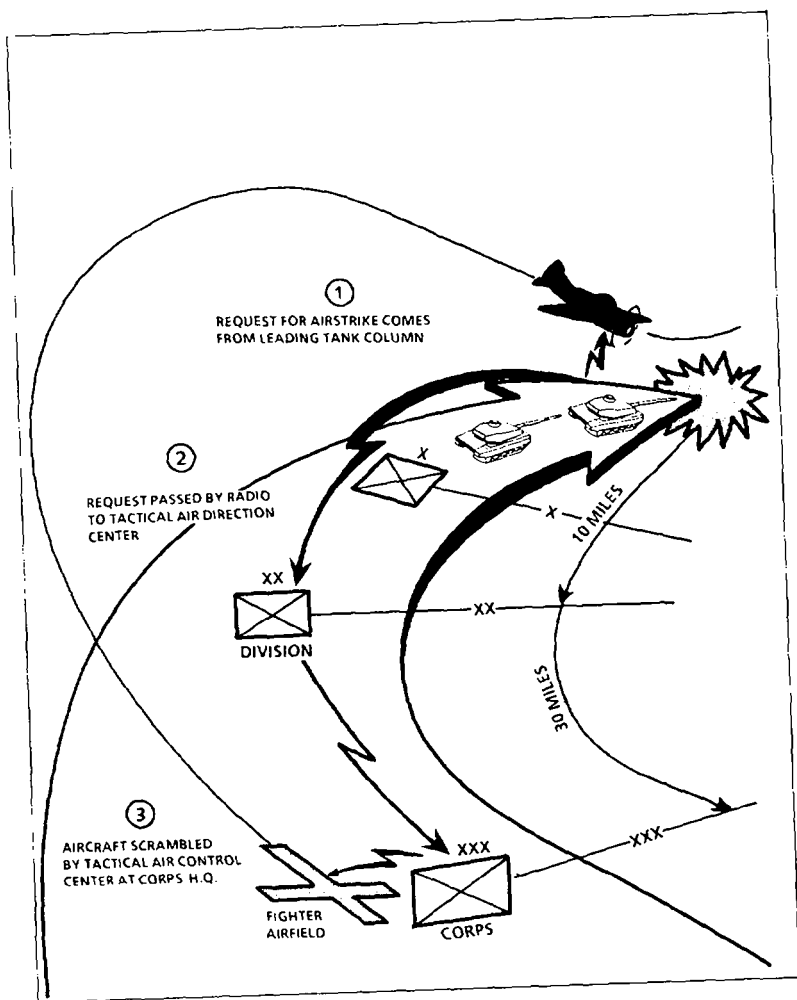 1
REQUEST FOR AIRSTRIKE COMES
FROM LEADING TANK COLUMN
2
REQUEST PASSED BY RADIO
TO TACTICAL AIR DIRECTION
CENTER
X
X
10 MILES
XX
XX
DIVISION
30 MILES
3
AIRCRAFT SCRAMBLED
BY TACTICAL AIR CONTROL
CENTER AT CORPS H.Q.
XXX
XXX
FIGHTER
AIRFIELD
CORPS